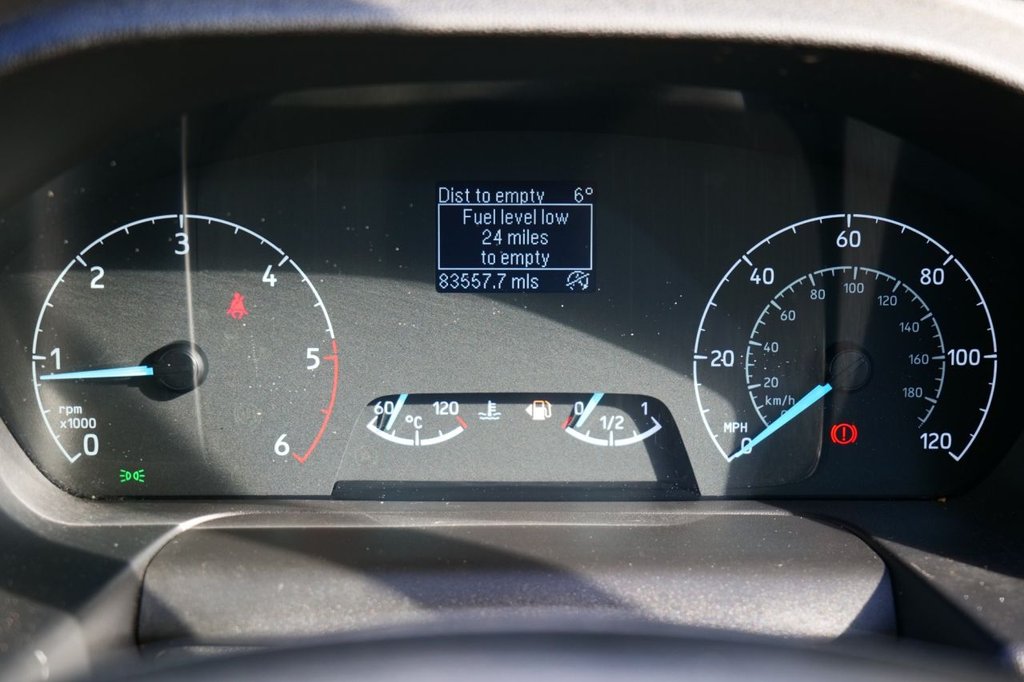 Dist to empty 6°
Fuel level low
24 miles
to empty
83557.7 mls
0
1
2
3
4
5
6
rpm
x1000
60 120
°C
0 1
1/2
0
20
40
60
80
100
120
MPH
20
40
60
80
100
120
140
160
180
km/h